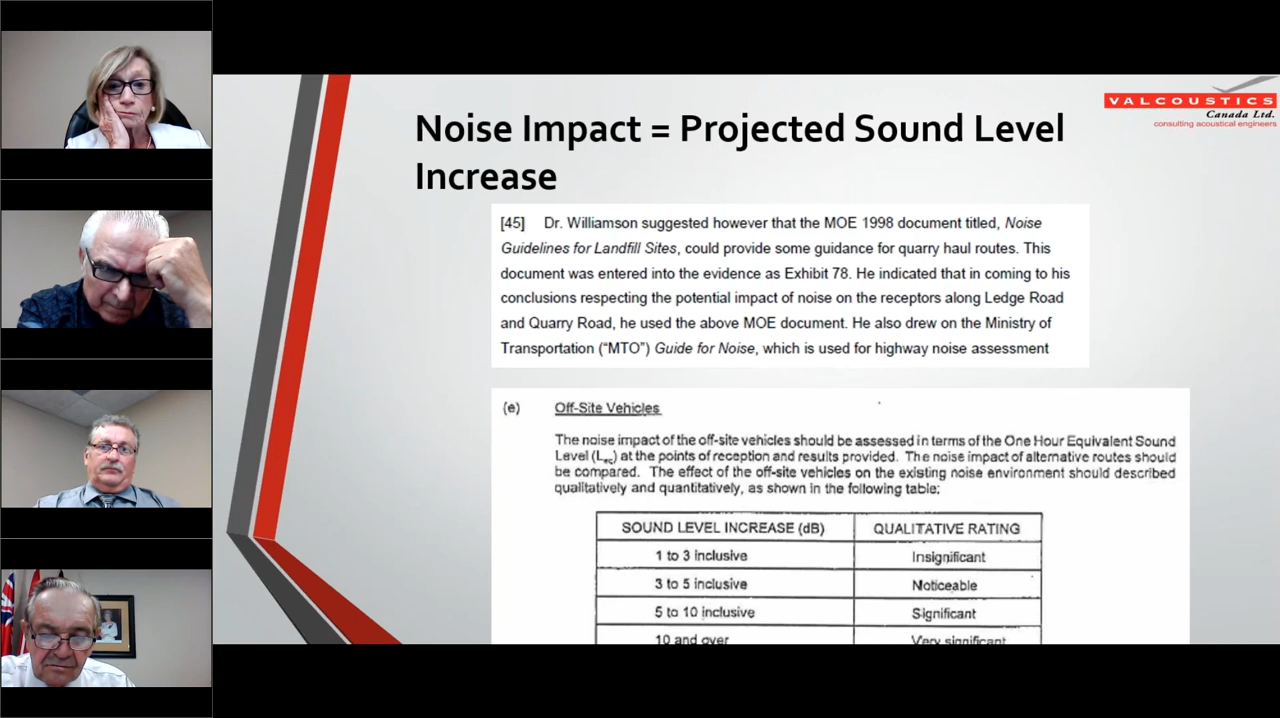 Noise Impact = Projected Sound Level
Increase
VALCOUSTICS
Canada Ltd.
consulting acoustical engineers
[45] Dr. Williamson suggested however that the MOE 1998 document titled, Noise
Guidelines for Landfill Sites, could provide some guidance for quarry haul routes. This
document was entered into the evidence as Exhibit 78. He indicated that in coming to his
conclusions respecting the potential impact of noise on the receptors along Ledge Road
and Quarry Road, he used the above MOE document. He also drew on the Ministry of
Transportation ("MTO") Guide for Noise, which is used for highway noise assessment
(e) Off-Site Vehicles
The noise impact of the off-site vehicles should be assessed in terms of the One Hour Equivalent Sound
Level (Leq) at the points of reception and results provided. The noise impact of alternative routes should
be compared. The effect of the off-site vehicles on the existing noise environment should described
qualitatively and quantitatively, as shown in the following table:
SOUND LEVEL INCREASE (dB) QUALITATIVE RATING
1 to 3 inclusive Insignificant
3 to 5 inclusive Noticeable
5 to 10 inclusive Significant
10 and over Very significant